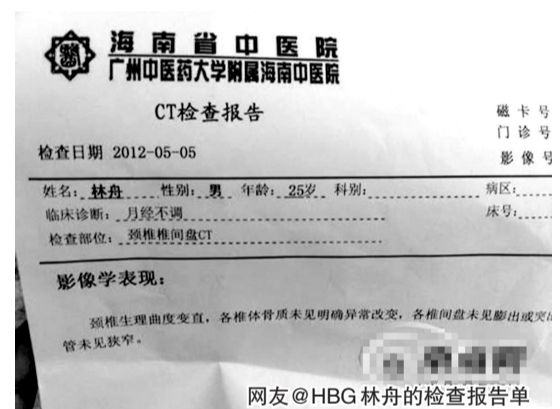 海南省中医院
广州中医药大学附属海南中医院
CT检查报告
磁卡号
门诊号
检查日期 2012-05-05
影像号
姓名: 林舟 性别: 男 年龄: 25岁 科别: 病区:
临床诊断: 月经不调 床号:
检查部位: 颈椎椎间盘CT
影像学表现:
颈椎生理曲度变直,各椎体骨质未见明确异常改变,各椎间盘未见膨出或突出
管未见狭窄。
网友@HBG林舟的检查报告单